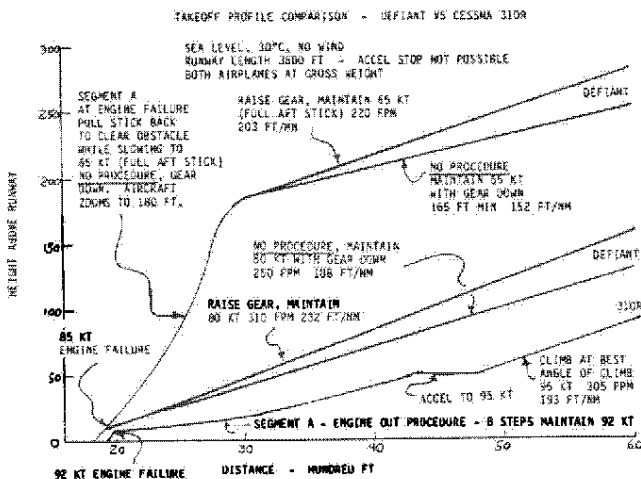 TAKEOFF PROFILE COMPARISON - DEFIANT VS CESSNA 310R
SEA LEVEL, 30°C, NO WIND
RUNWAY LENGTH 3600 FT - ACCEL STOP NOT POSSIBLE
BOTH AIRPLANES AT GROSS WEIGHT
HEIGHT ABOVE RUNWAY
300
250
200
150
100
50
0
SEGMENT A
AT ENGINE FAILURE
PULL STICK BACK
TO CLEAR OBSTACLE
WHILE SLOWING TO
65 KT (FULL AFT STICK)
NO PROCEDURE, GEAR
DOWN. AIRCRAFT
ZOOMS TO 180 FT.
RAISE GEAR, MAINTAIN 65 KT
(FULL AFT STICK) 220 FPM
203 FT/NM
DEFIANT
NO PROCEDURE
MAINTAIN 65 KT
WITH GEAR DOWN
165 FT MIN 152 FT/NM
NO PROCEDURE, MAINTAIN
80 KT WITH GEAR DOWN
250 FPM 188 FT/NM
DEFIANT
RAISE GEAR, MAINTAIN
80 KT 310 FPM 232 FT/NM
310R
85 KT
ENGINE FAILURE
ACCEL TO 95 KT
CLIMB AT BEST
ANGLE OF CLIMB
95 KT 305 FPM
193 FT/NM
SEGMENT A - ENGINE OUT PROCEDURE - 8 STEPS MAINTAIN 92 KT
16
20
30
40
50
60
92 KT ENGINE FAILURE
DISTANCE - HUNDRED FT